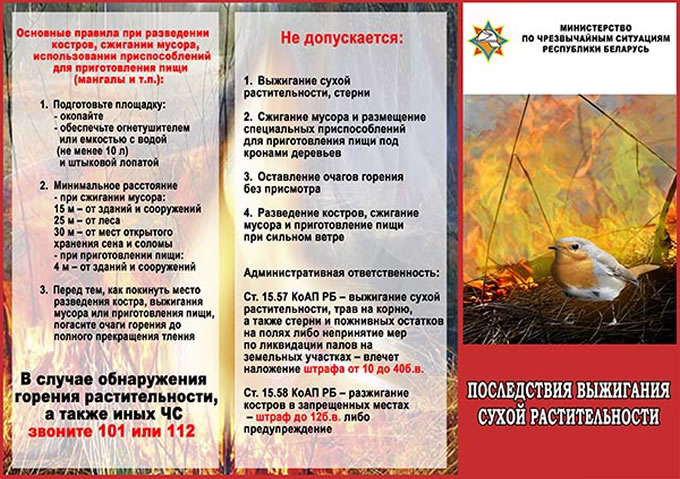 Основные правила при разведении
костров, сжигании мусора,
использовании приспособлений
для приготовления пищи
(мангалы и т.п.):
1. Подготовьте площадку:
- окопайте
- обеспечьте огнетушителем
или емкостью с водой
(не менее 10 л)
и штыковой лопатой
2. Минимальное расстояние
- при сжигании мусора:
15 м – от зданий и сооружений
25 м – от леса
30 м – от мест открытого
хранения сена и соломы
- при приготовлении пищи:
4 м – от зданий и сооружений
3. Перед тем, как покинуть место
разведения костра, выжигания
мусора или приготовления пищи,
погасите очаги горения до
полного прекращения тления
В случае обнаружения
горения растительности,
а также иных ЧС
звоните 101 или 112
Не допускается:
1. Выжигание сухой
растительности, стерни
2. Сжигание мусора и размещение
специальных приспособлений
для приготовления пищи под
кронами деревьев
3. Оставление очагов горения
без присмотра
4. Разведение костров, сжигание
мусора и приготовление пищи
при сильном ветре
Административная ответственность:
Ст. 15.57 КоАП РБ – выжигание сухой
растительности, трав на корню,
а также стерни и пожнивных остатков
на полях либо непринятие мер
по ликвидации палов на
земельных участках – влечет
наложение штрафа от 10 до 40б.в.
Ст. 15.58 КоАП РБ – разжигание
костров в запрещенных местах
– штраф до 12б.в. либо
предупреждение
МИНИСТЕРСТВО
ПО ЧРЕЗВЫЧАЙНЫМ СИТУАЦИЯМ
РЕСПУБЛИКИ БЕЛАРУСЬ
ПОСЛЕДСТВИЯ ВЫЖИГАНИЯ
СУХОЙ РАСТИТЕЛЬНОСТИ